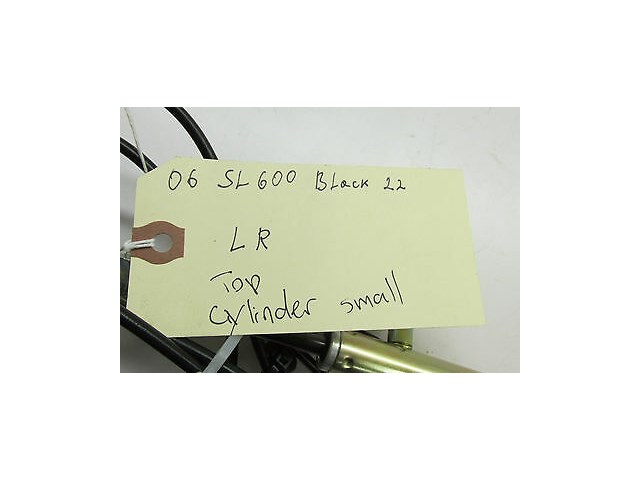 06 SL600 Black 22
LR
Top
Cylinder small